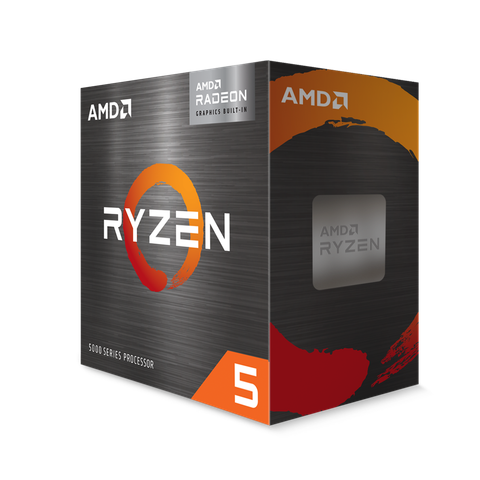 AMD
AMD
RADEON
GRAPHICS BUILT-IN
RYZEN
5000 SERIES PROCESSOR
5
AMD
AMD
RYZEN